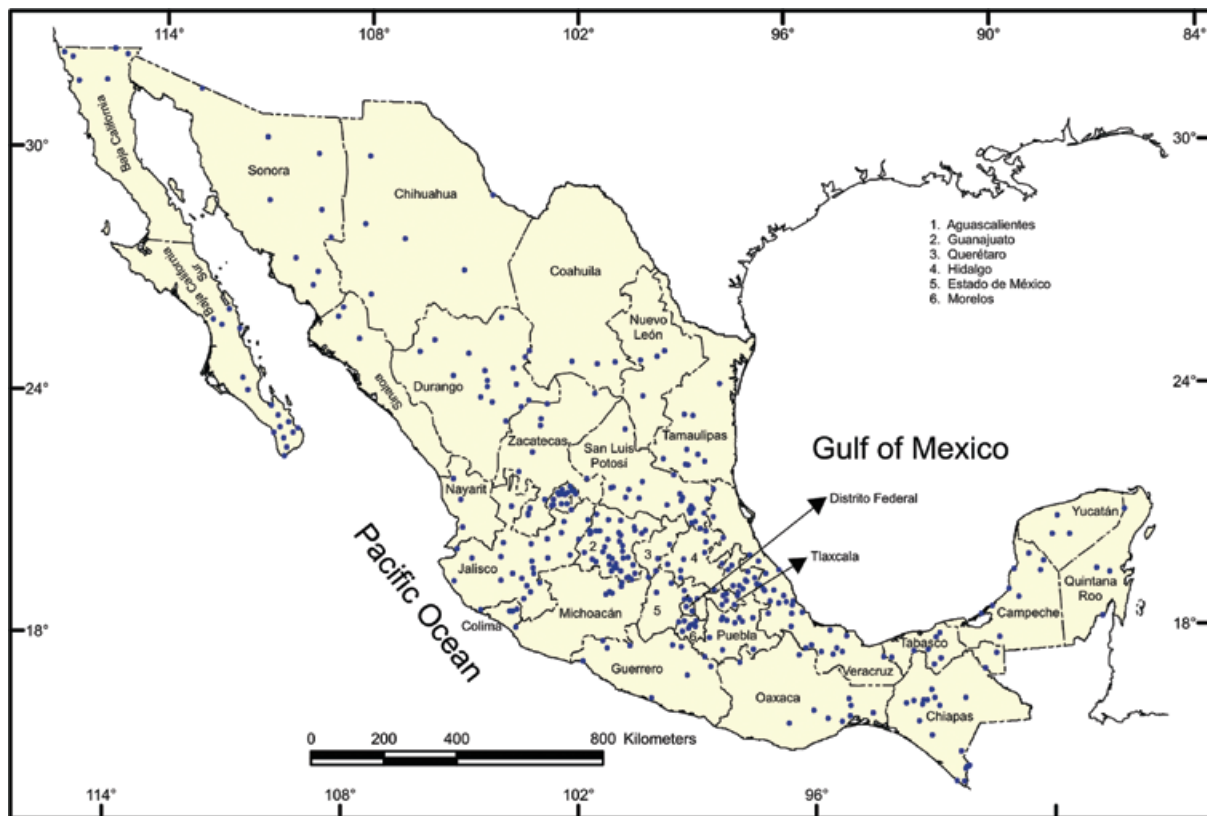 114°
108°
102°
96°
90°
84°
30°
30°
Baja California
Sonora
Chihuahua
1. Aguascalientes
2. Guanajuato
3. Querétaro
4. Hidalgo
5. Estado de México
6. Morelos
Coahuila
Baja California
Sur
Nuevo
León
24°
24°
Durango
Sinaloa
Zacatecas
San Luis
Potosí
Tamaulipas
Gulf of Mexico
Nayarit
Distrito Federal
Yucatán
Pacific Ocean
1
2
3
4
Tlaxcala
Jalisco
Quintana
Roo
Michoacán
5
Campeche
Colima
6
Puebla
18°
18°
Tabasco
Veracruz
Guerrero
Oaxaca
Chiapas
0
200
400
800
Kilometers
114°
108°
102°
96°